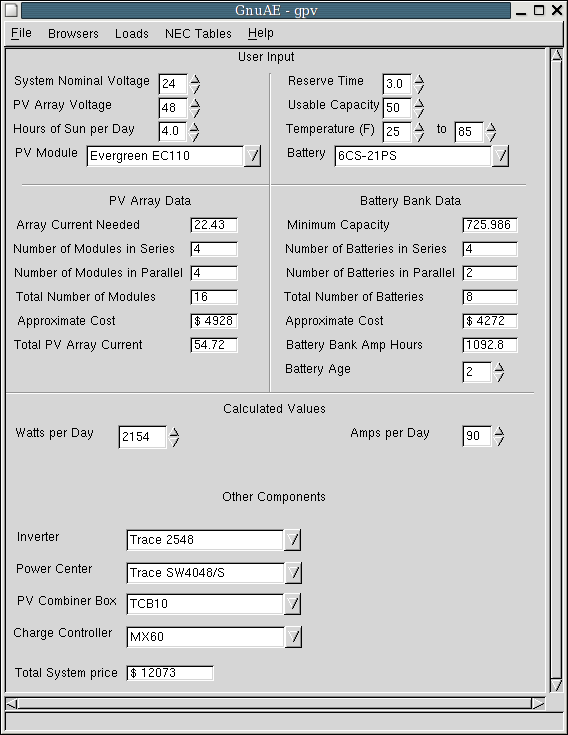 GnuAE - gpv
File Browsers Loads NEC Tables Help
User Input
System Nominal Voltage 24
PV Array Voltage 48
Hours of Sun per Day 4.0
PV Module Evergreen EC110
Reserve Time 3.0
Usable Capacity 50
Temperature (F) 25 to 85
Battery 6CS-21PS
PV Array Data
Array Current Needed 22.43
Number of Modules in Series 4
Number of Modules in Parallel 4
Total Number of Modules 16
Approximate Cost $ 4928
Total PV Array Current 54.72
Battery Bank Data
Minimum Capacity 725.986
Number of Batteries in Series 4
Number of Batteries in Parallel 2
Total Number of Batteries 8
Approximate Cost $ 4272
Battery Bank Amp Hours 1092.8
Battery Age 2
Calculated Values
Watts per Day 2154
Amps per Day 90
Other Components
Inverter Trace 2548
Power Center Trace SW4048/S
PV Combiner Box TCB10
Charge Controller MX60
Total System price $ 12073